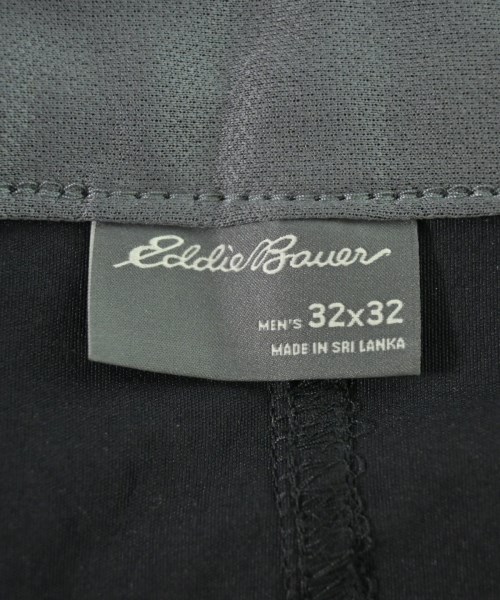 Eddie Bauer
MEN'S 32x32
MADE IN SRI LANKA